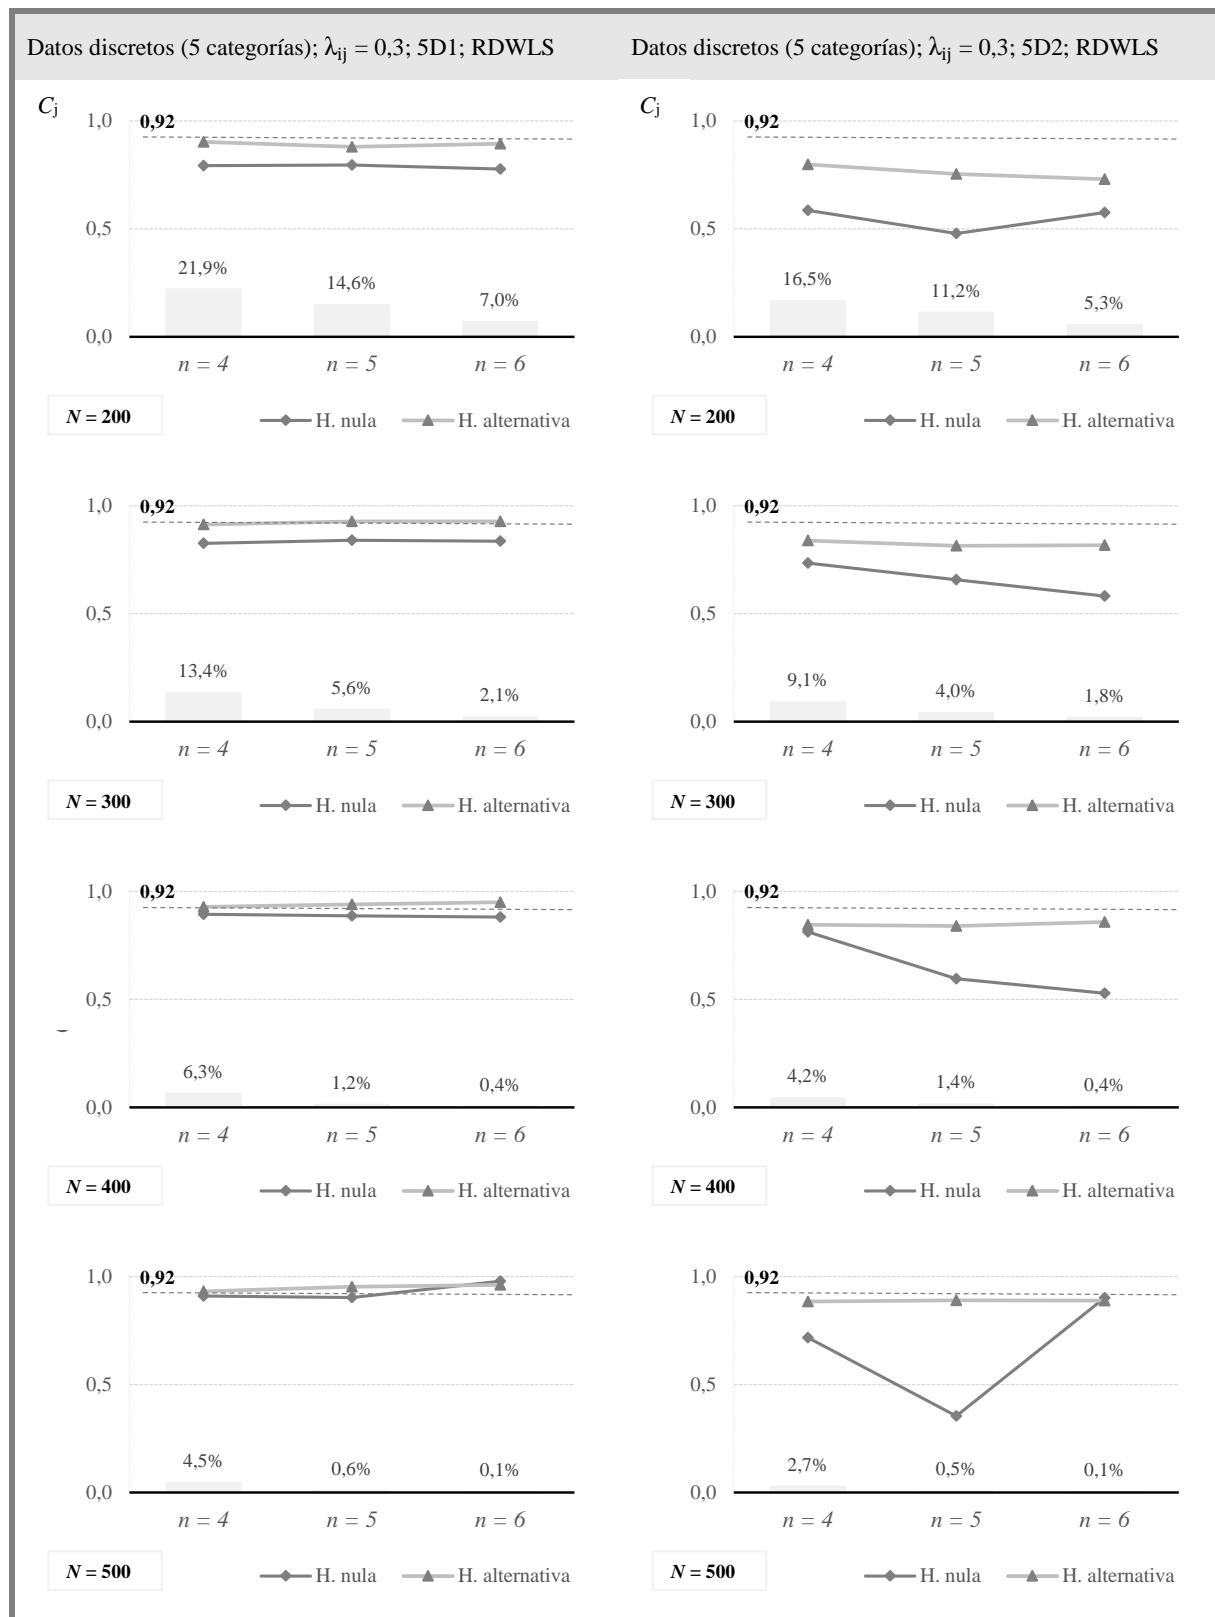 Datos discretos (5 categorías); λij = 0,3; 5D1; RDWLS
Datos discretos (5 categorías); λij = 0,3; 5D2; RDWLS
Cj
1,0
0,92
0,5
21,9%
14,6%
7,0%
0,0
n = 4
n = 5
n = 6
N = 200
H. nula
H. alternativa
Cj
1,0
0,92
0,5
16,5%
11,2%
5,3%
0,0
n = 4
n = 5
n = 6
N = 200
H. nula
H. alternativa
1,0
0,92
0,5
13,4%
5,6%
2,1%
0,0
n = 4
n = 5
n = 6
N = 300
H. nula
H. alternativa
1,0
0,92
0,5
9,1%
4,0%
1,8%
0,0
n = 4
n = 5
n = 6
N = 300
H. nula
H. alternativa
1,0
0,92
0,5
6,3%
1,2%
0,4%
0,0
n = 4
n = 5
n = 6
N = 400
H. nula
H. alternativa
1,0
0,92
0,5
4,2%
1,4%
0,4%
0,0
n = 4
n = 5
n = 6
N = 400
H. nula
H. alternativa
1,0
0,92
0,5
4,5%
0,6%
0,1%
0,0
n = 4
n = 5
n = 6
N = 500
H. nula
H. alternativa
1,0
0,92
0,5
2,7%
0,5%
0,1%
0,0
n = 4
n = 5
n = 6
N = 500
H. nula
H. alternativa